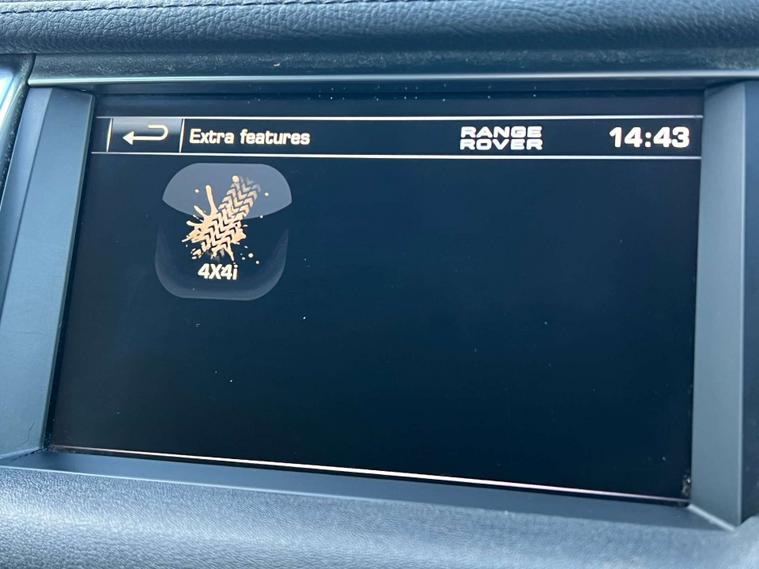 Extra features
RANGE
ROVER
14:43
4X4i